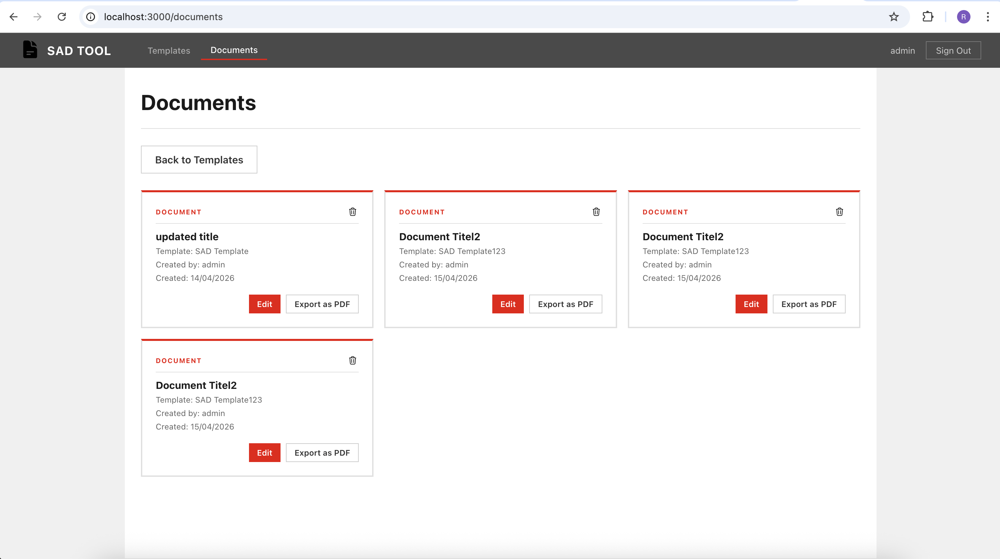 localhost:3000/documents
R
SAD TOOL
Templates
Documents
admin
Sign Out
Documents
Back to Templates
DOCUMENT
updated title
Template: SAD Template
Created by: admin
Created: 14/04/2026
Edit
Export as PDF
DOCUMENT
Document Titel2
Template: SAD Template123
Created by: admin
Created: 15/04/2026
Edit
Export as PDF
DOCUMENT
Document Titel2
Template: SAD Template123
Created by: admin
Created: 15/04/2026
Edit
Export as PDF
DOCUMENT
Document Titel2
Template: SAD Template123
Created by: admin
Created: 15/04/2026
Edit
Export as PDF